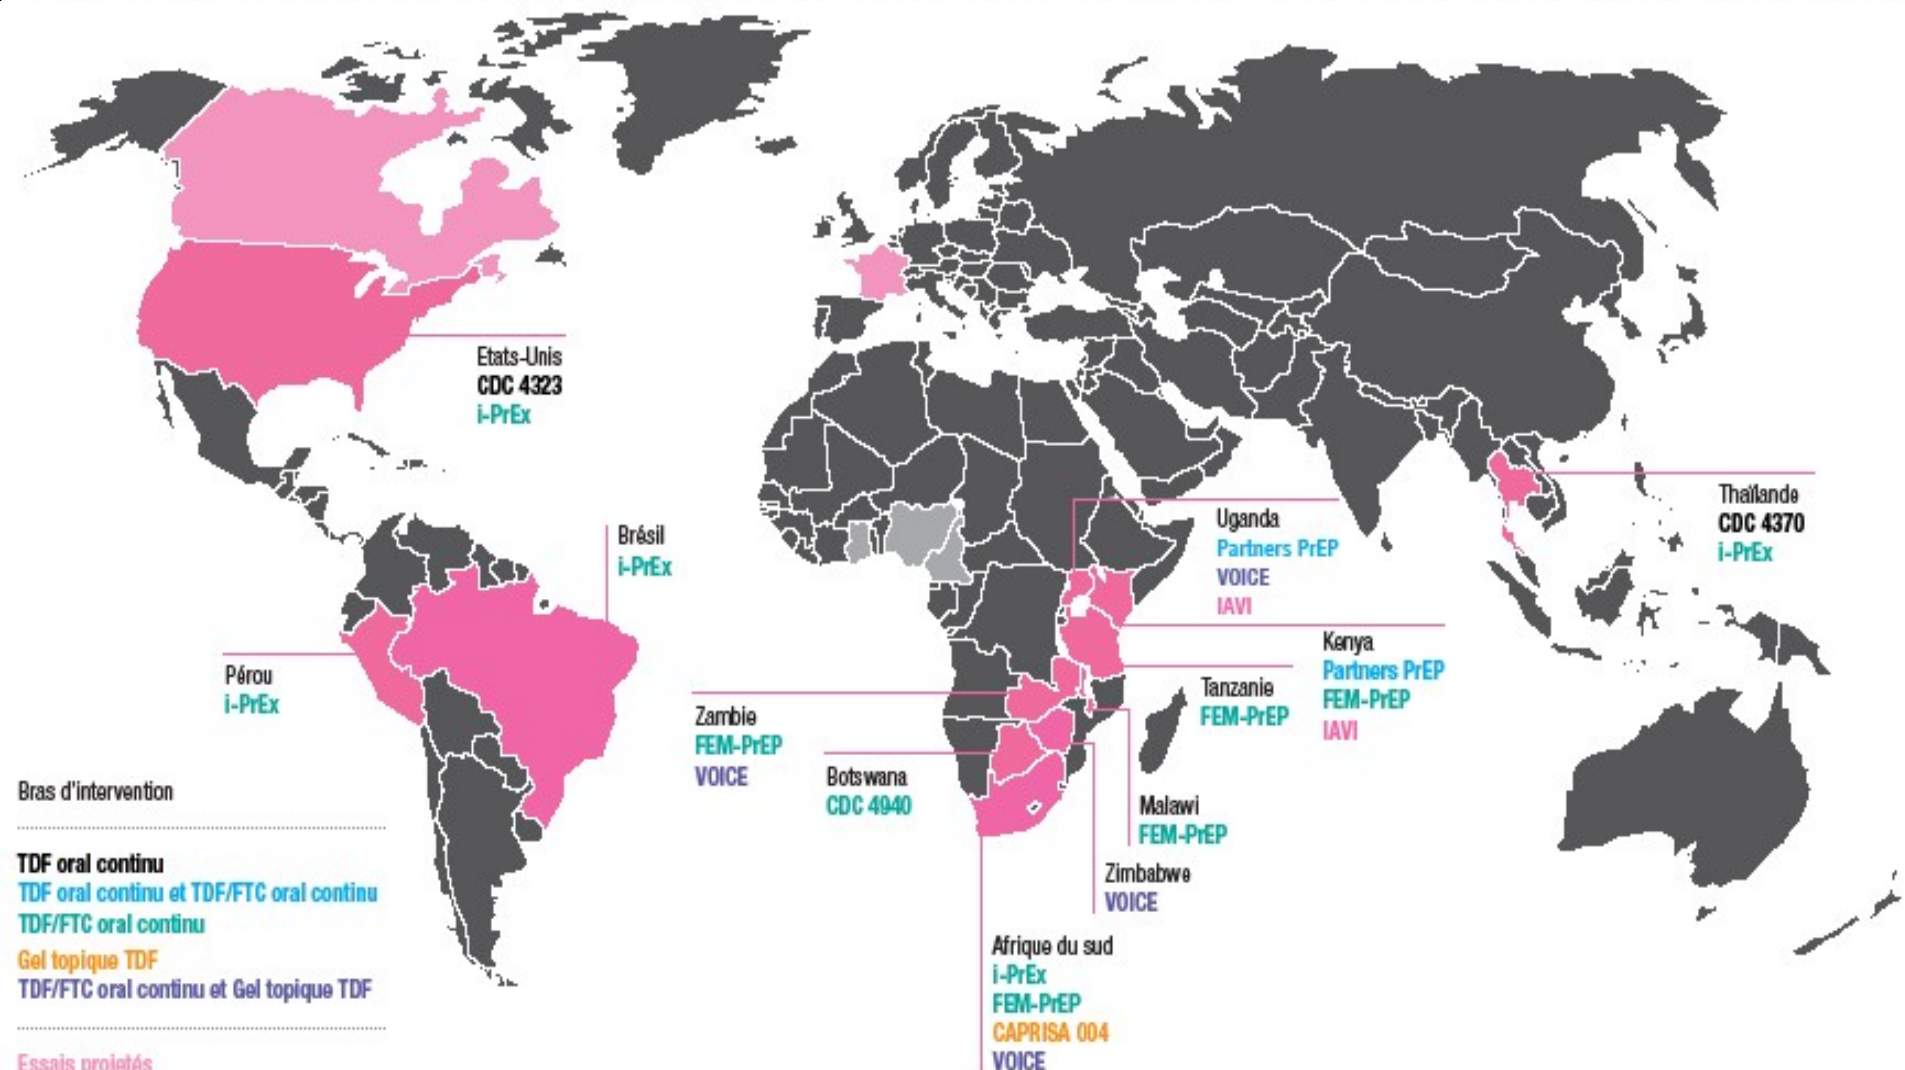 Etats-Unis
CDC 4323
i-PrEx
Brésil
i-PrEx
Pérou
i-PrEx
Uganda
Partners PrEP
VOICE
IAVI
Thaïlande
CDC 4370
i-PrEx
Kenya
Partners PrEP
FEM-PrEP
IAVI
Tanzanie
FEM-PrEP
Zambie
FEM-PrEP
VOICE
Botswana
CDC 4940
Malawi
FEM-PrEP
Zimbabwe
VOICE
Afrique du sud
i-PrEx
FEM-PrEP
CAPRISA 004
VOICE
Bras d'intervention
TDF oral continu
TDF oral continu et TDF/FTC oral continu
TDF/FTC oral continu
Gel topique TDF
TDF/FTC oral continu et Gel topique TDF
Essais projetés